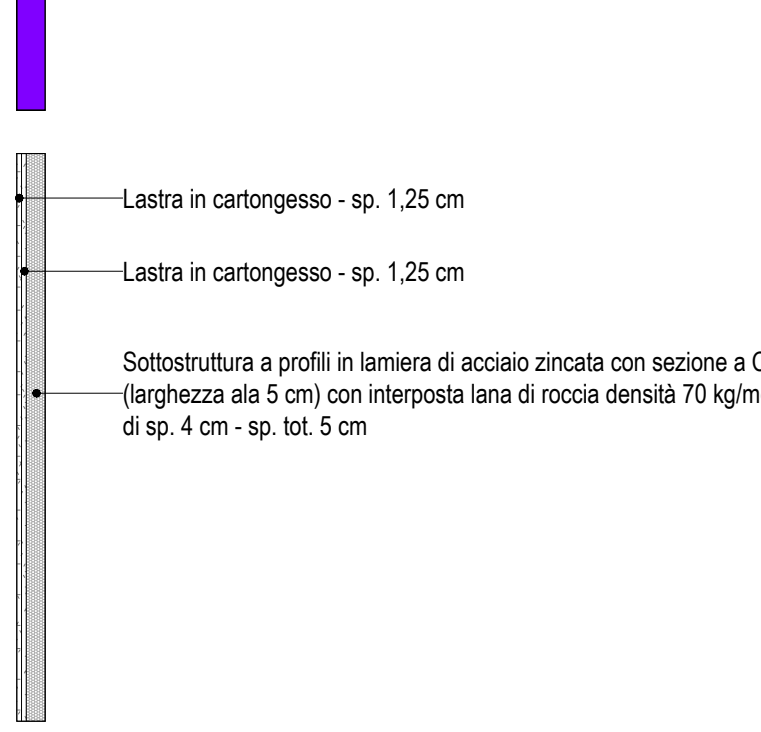 Lastra in cartongesso - sp. 1,25 cm
Lastra in cartongesso - sp. 1,25 cm
Sottostruttura a profili in lamiera di acciaio zincata con sezione a
(larghezza ala 5 cm) con interposta lana di roccia densità 70
di sp. 4 cm - sp. tot. 5 cm